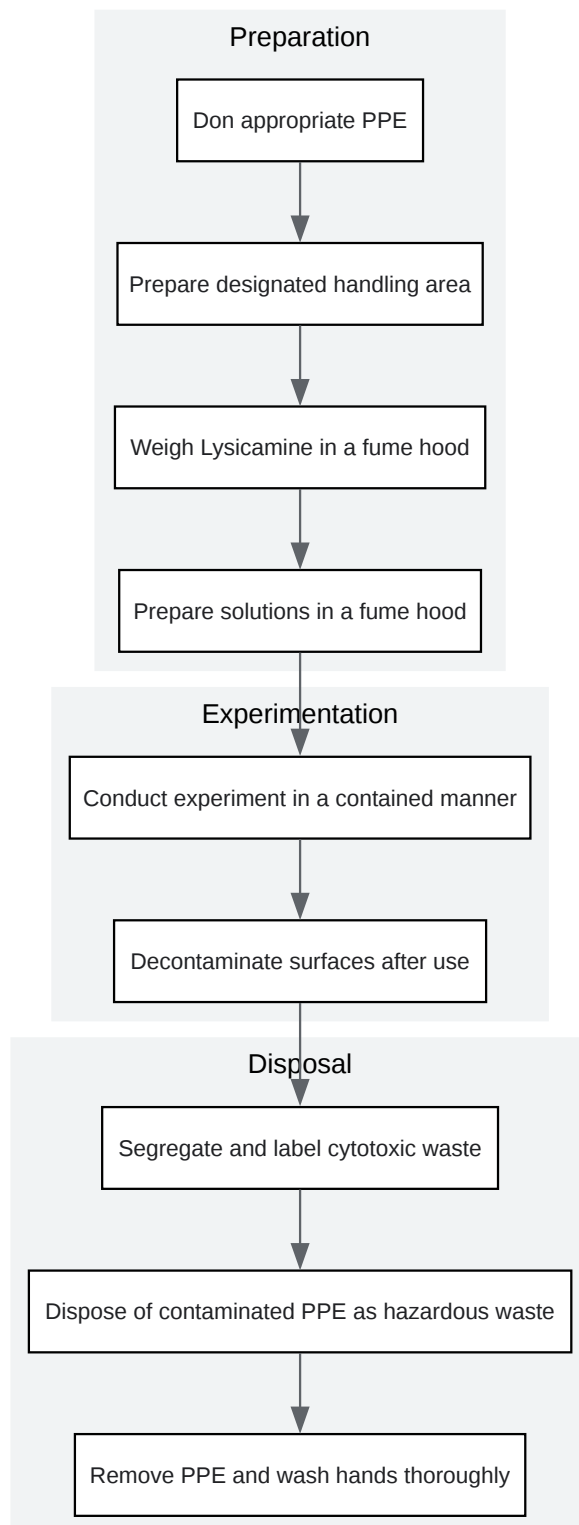 Preparation
Don appropriate PPE
Prepare designated handling area
Weigh Lysicamine in a fume hood
Prepare solutions in a fume hood
Experimentation
Conduct experiment in a contained manner
Decontaminate surfaces after use
Disposal
Segregate and label cytotoxic waste
Dispose of contaminated PPE as hazardous waste
Remove PPE and wash hands thoroughly